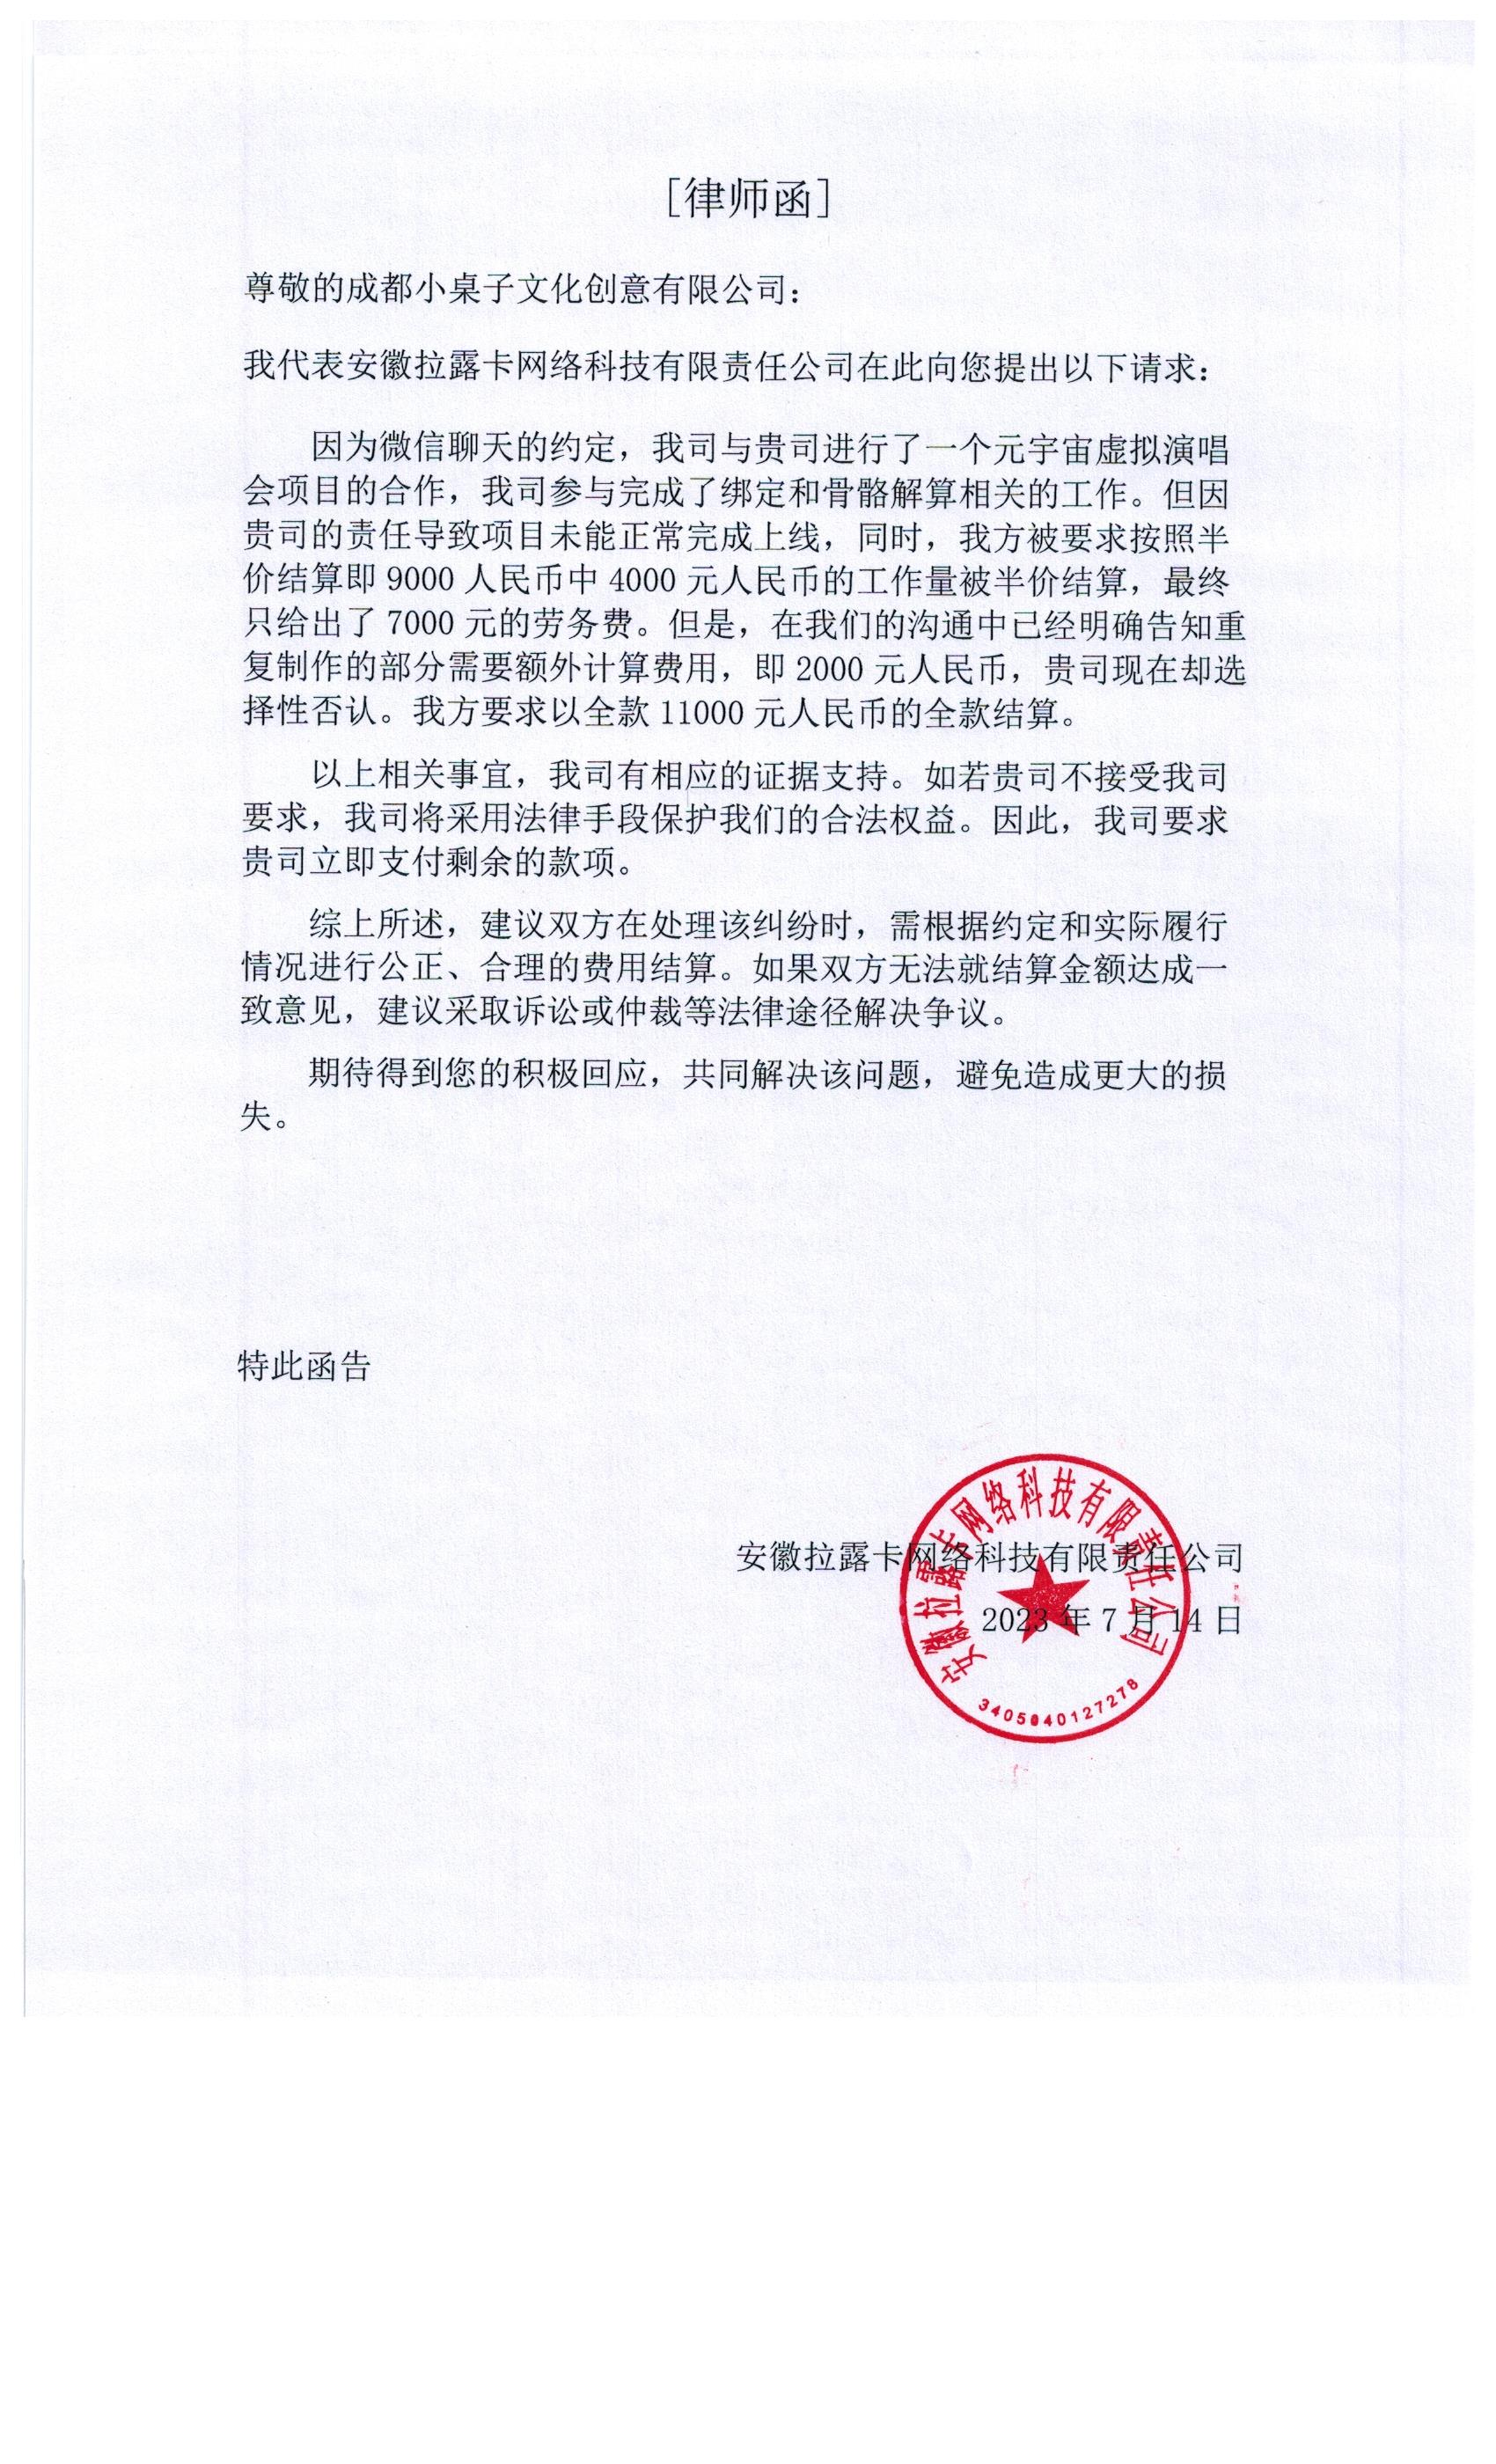 [律师函]
尊敬的成都小桌子文化创意有限公司：
我代表安徽拉露卡网络科技有限责任公司在此向您提出以下请求：
因为微信聊天的约定，我司与贵司进行了一个元宇宙虚拟演唱
会项目的合作，我司参与完成了绑定和骨骼解算相关的工作。但因
贵司的责任导致项目未能正常完成上线，同时，我方被要求按照半
价结算即 9000 人民币中 4000 元人民币的工作量被半价结算，最终
只给出了 7000 元的劳务费。但是，在我们的沟通中已经明确告知重
复制作的部分需要额外计算费用，即 2000 元人民币，贵司现在却选
择性否认。我方要求以全款 11000 元人民币的全款结算。
以上相关事宜，我司有相应的证据支持。如若贵司不接受我司
要求，我司将采用法律手段保护我们的合法权益。因此，我司要求
贵司立即支付剩余的款项。
综上所述，建议双方在处理该纠纷时，需根据约定和实际履行
情况进行公正、合理的费用结算。如果双方无法就结算金额达成一
致意见，建议采取诉讼或仲裁等法律途径解决争议。
期待得到您的积极回应，共同解决该问题，避免造成更大的损
失。
特此函告
安徽拉露卡网络科技有限责任公司
2023 年 7 月 14 日
安徽拉露卡网络科技有限责任公司
3405040127278